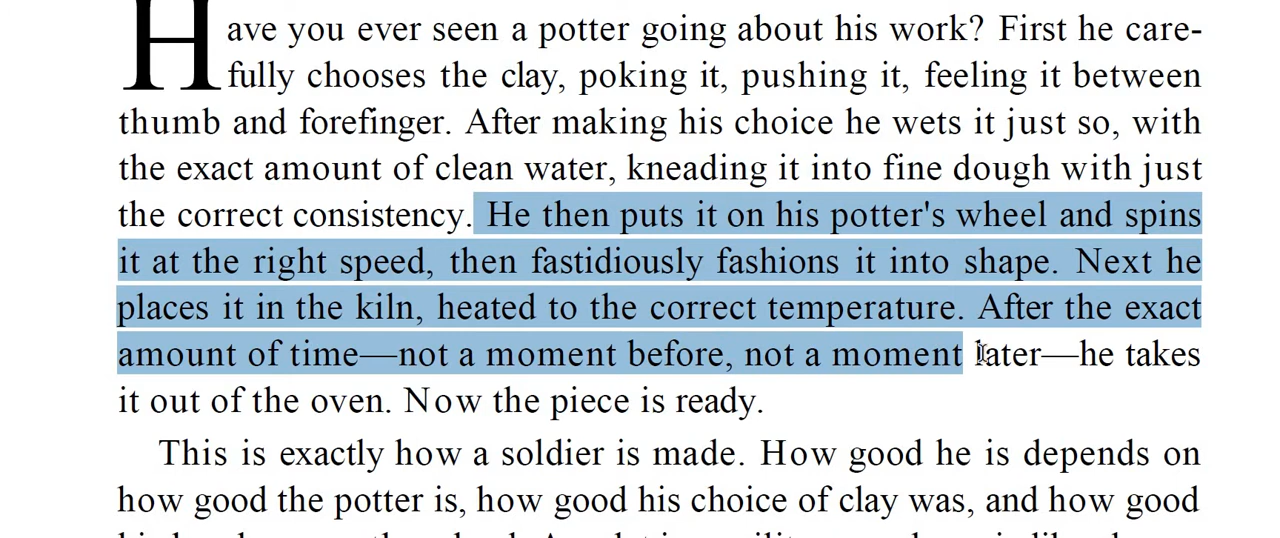 Have you ever seen a potter going about his work? First he care-
fully chooses the clay, poking it, pushing it, feeling it between
thumb and forefinger. After making his choice he wets it just so, with
the exact amount of clean water, kneading it into fine dough with just
the correct consistency. He then puts it on his potter's wheel and spins
it at the right speed, then fastidiously fashions it into shape. Next he
places it in the kiln, heated to the correct temperature. After the exact
amount of time—not a moment before, not a moment later—he takes
it out of the oven. Now the piece is ready.
This is exactly how a soldier is made. How good he is depends on
how good the potter is, how good his choice of clay was, and how good